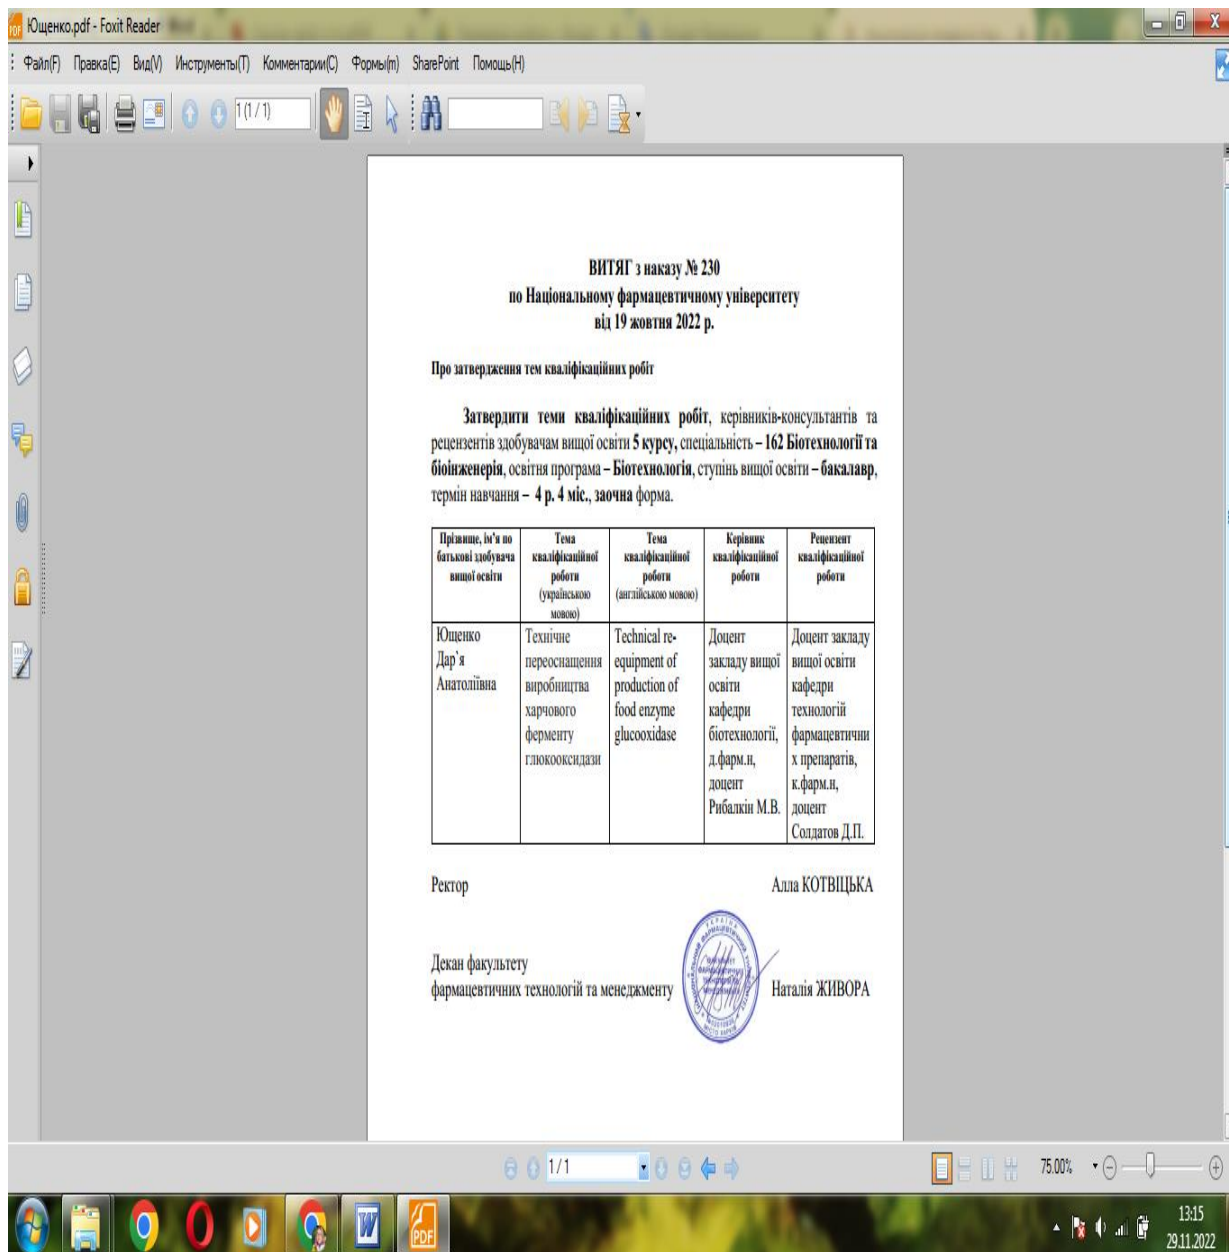 Ющенко.pdf - Foxit Reader
Файл(F) Правка(E) Вид(V) Инструменты(T) Комментарии(C) Формы(m) SharePoint Помощь(H)
1 (1 / 1)
ВИТЯГ з наказу № 230
по Національному фармацевтичному університету
від 19 жовтня 2022 р.
Про затвердження тем кваліфікаційних робіт
Затвердити теми кваліфікаційних робіт, керівників-консультантів та
рецензентів здобувачам вищої освіти 5 курсу, спеціальність – 162 Біотехнології та
біоінженерія, освітня програма – Біотехнологія, ступінь вищої освіти – бакалавр,
термін навчання – 4 р. 4 міс., заочна форма.
Прізвище, ім’я по
батькові здобувача
вищої освіти
Тема
кваліфікаційної
роботи
(українською
мовою)
Тема
кваліфікаційної
роботи
(англійською мовою)
Керівник
кваліфікаційної
роботи
Рецензент
кваліфікаційної
роботи
Ющенко
Дар`я
Анатоліївна
Технічне
переоснащення
виробництва
харчового
ферменту
глюкооксидази
Technical re-
equipment of
production of
food enzyme
glucooxidase
Доцент
закладу вищої
освіти
кафедри
біотехнології,
д.фарм.н,
доцент
Рибалкін М.В.
Доцент закладу
вищої освіти
кафедри
технологій
фармацевтични
х препаратів,
к.фарм.н,
доцент
Солдатов Д.П.
Ректор Алла КОТВІЦЬКА
Декан факультету
фармацевтичних технологій та менеджменту Наталія ЖИВОРА
1/1
75.00%
PDF
13:15
29.11.2022